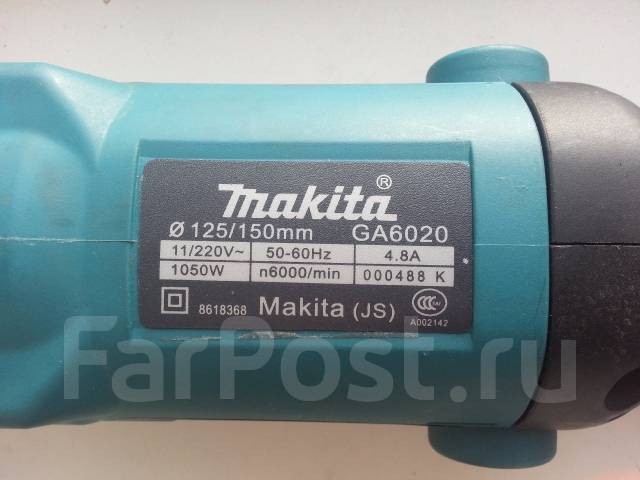 makita®
Ø 125/150mm GA6020
11/220V~ 50-60Hz 4.8A
1050W n6000/min 000488 K
8618368 Makita (JS) CCC
A002142
FarPost.ru